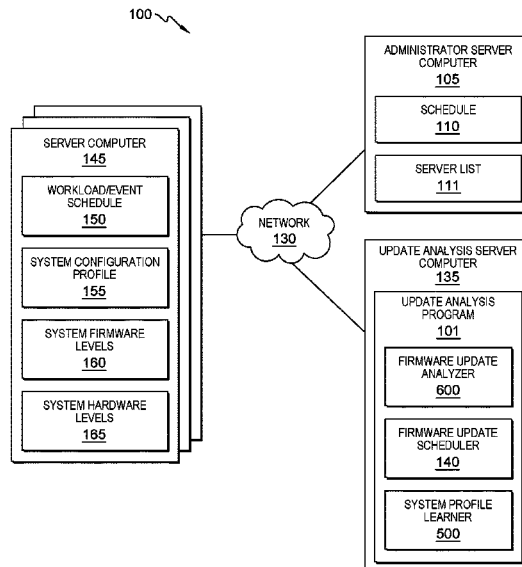 100
SERVER COMPUTER
145
WORKLOAD/EVENT
SCHEDULE
150
SYSTEM CONFIGURATION
PROFILE
155
SYSTEM FIRMWARE
LEVELS
160
SYSTEM HARDWARE
LEVELS
165
NETWORK
130
ADMINISTRATOR SERVER
COMPUTER
105
SCHEDULE
110
SERVER LIST
111
UPDATE ANALYSIS SERVER
COMPUTER
135
UPDATE ANALYSIS
PROGRAM
101
FIRMWARE UPDATE
ANALYZER
600
FIRMWARE UPDATE
SCHEDULER
140
SYSTEM PROFILE
LEARNER
500